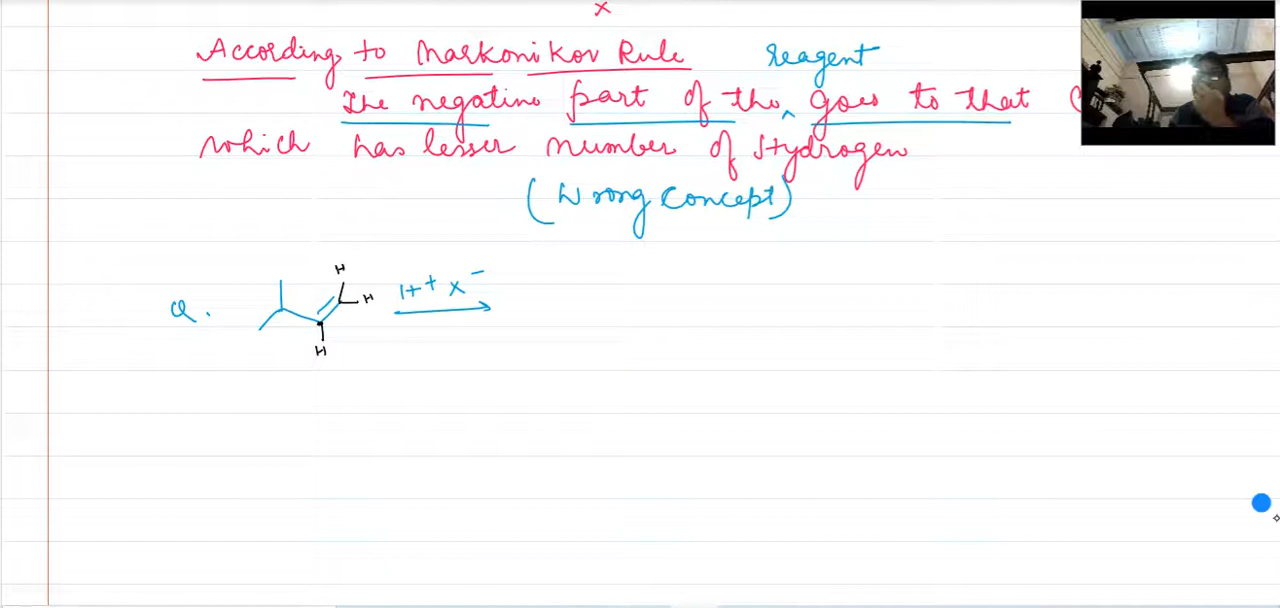 x
According to Markonikov Rule reagent
The negative part of the ^ goes to that C
which has lesser number of Hydrogen
(Wrong Concept)
H
Q. H H+ x-
H